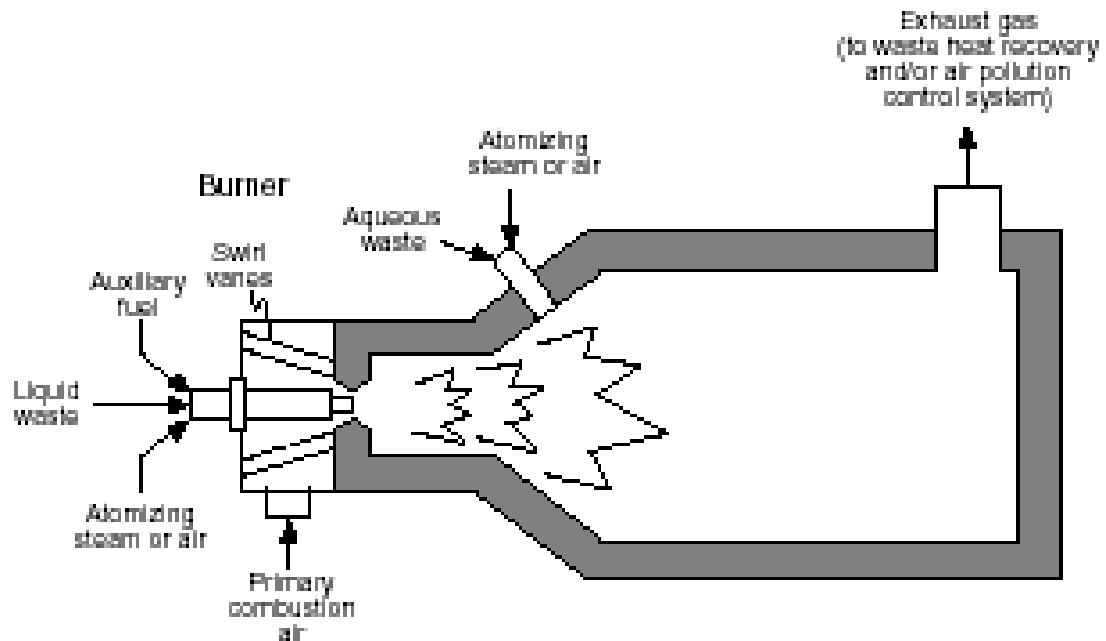 Exhaust gas
(to waste heat recovery
and/or air pollution
control system)
Atomizing
steam or air
Burner
Aqueous
waste
Swirl
vanes
Auxiliary
fuel
Liquid
waste
Atomizing
steam or air
Primary
combustion
air